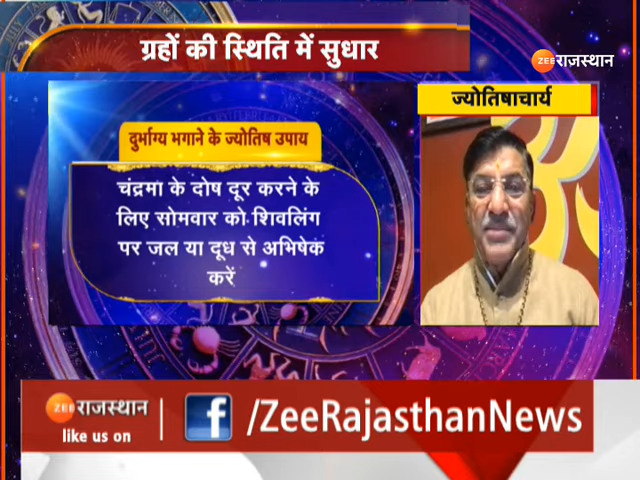 ग्रहों की स्थिति में सुधार
ZEE राजस्थान
ज्योतिषाचार्य
दुर्भाग्य भगाने के ज्योतिष उपाय
चंद्रमा के दोष दूर करने के
लिए सोमवार को शिवलिंग
पर जल या दूध से अभिषेक
करें
ZEE राजस्थान
like us on
f /ZeeRajasthanNews